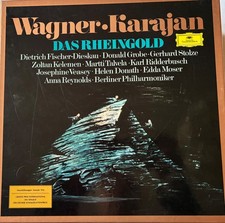 Wagner·Karajan
DAS RHEINGOLD
Dietrich Fischer-Dieskau·Donald Grobe·Gerhard Stolze
Zoltan Kelemen·Martti Talvela·Karl Ridderbusch
Josephine Veasey·Helen Donath·Edda Moser
Anna Reynolds·Berliner Philharmoniker